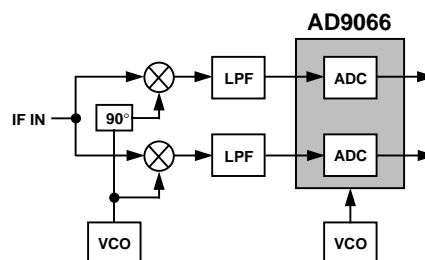 AD9066
LPF
ADC
IF IN
90°
LPF
ADC
VCO
VCO